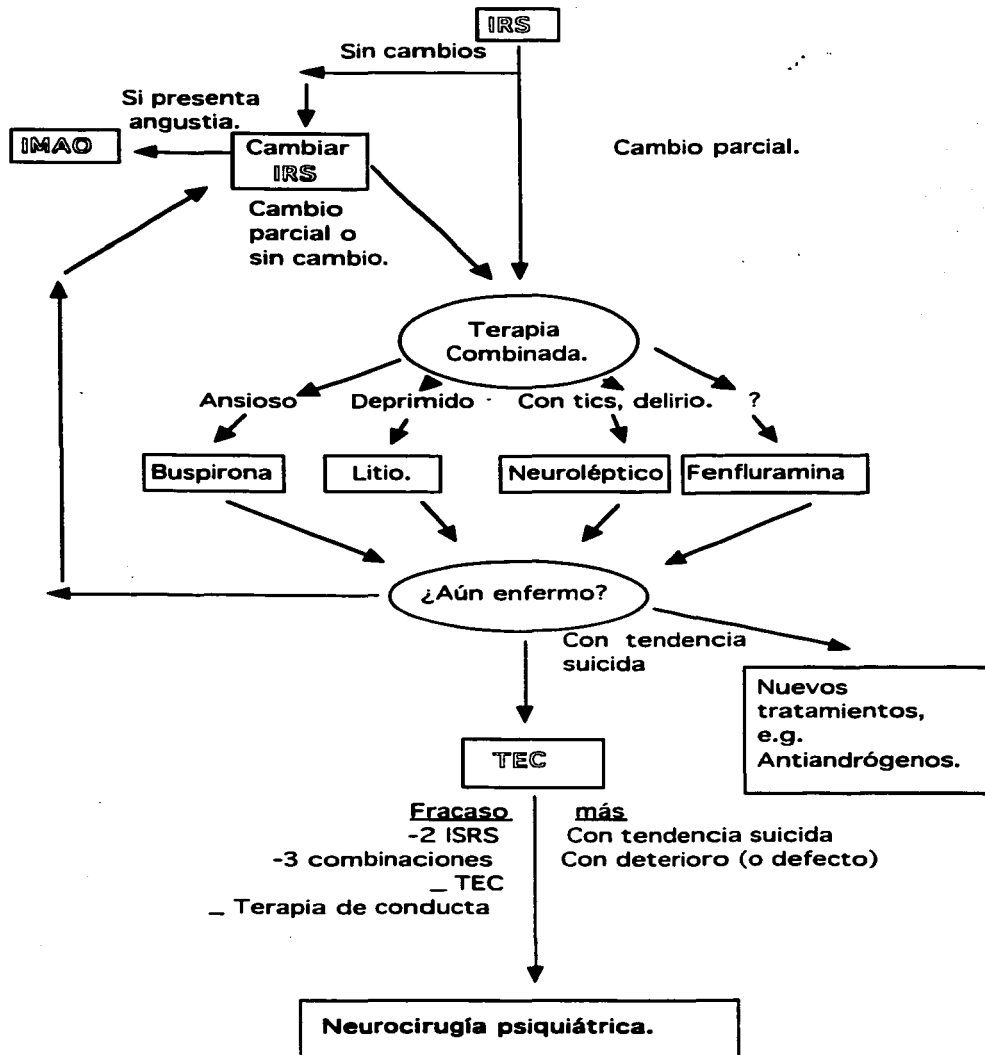 IRS
Sin cambios
Si presenta
angustia.
IMAO
Cambiar
IRS
Cambio parcial.
Cambio
parcial o
sin cambio.
Terapia
Combinada.
Ansioso
Deprimido
Con tics, delirio.
?
Buspirona
Litio.
Neuroléptico
Fenfluramina
¿Aún enfermo?
Con tendencia
suicida
Nuevos
tratamientos,
e.g.
Antiandrógenos.
TEC
Fracaso
-2 ISRS
-3 combinaciones
_ TEC
_ Terapia de conducta
más
Con tendencia suicida
Con deterioro (o defecto)
Neurocirugía psiquiátrica.